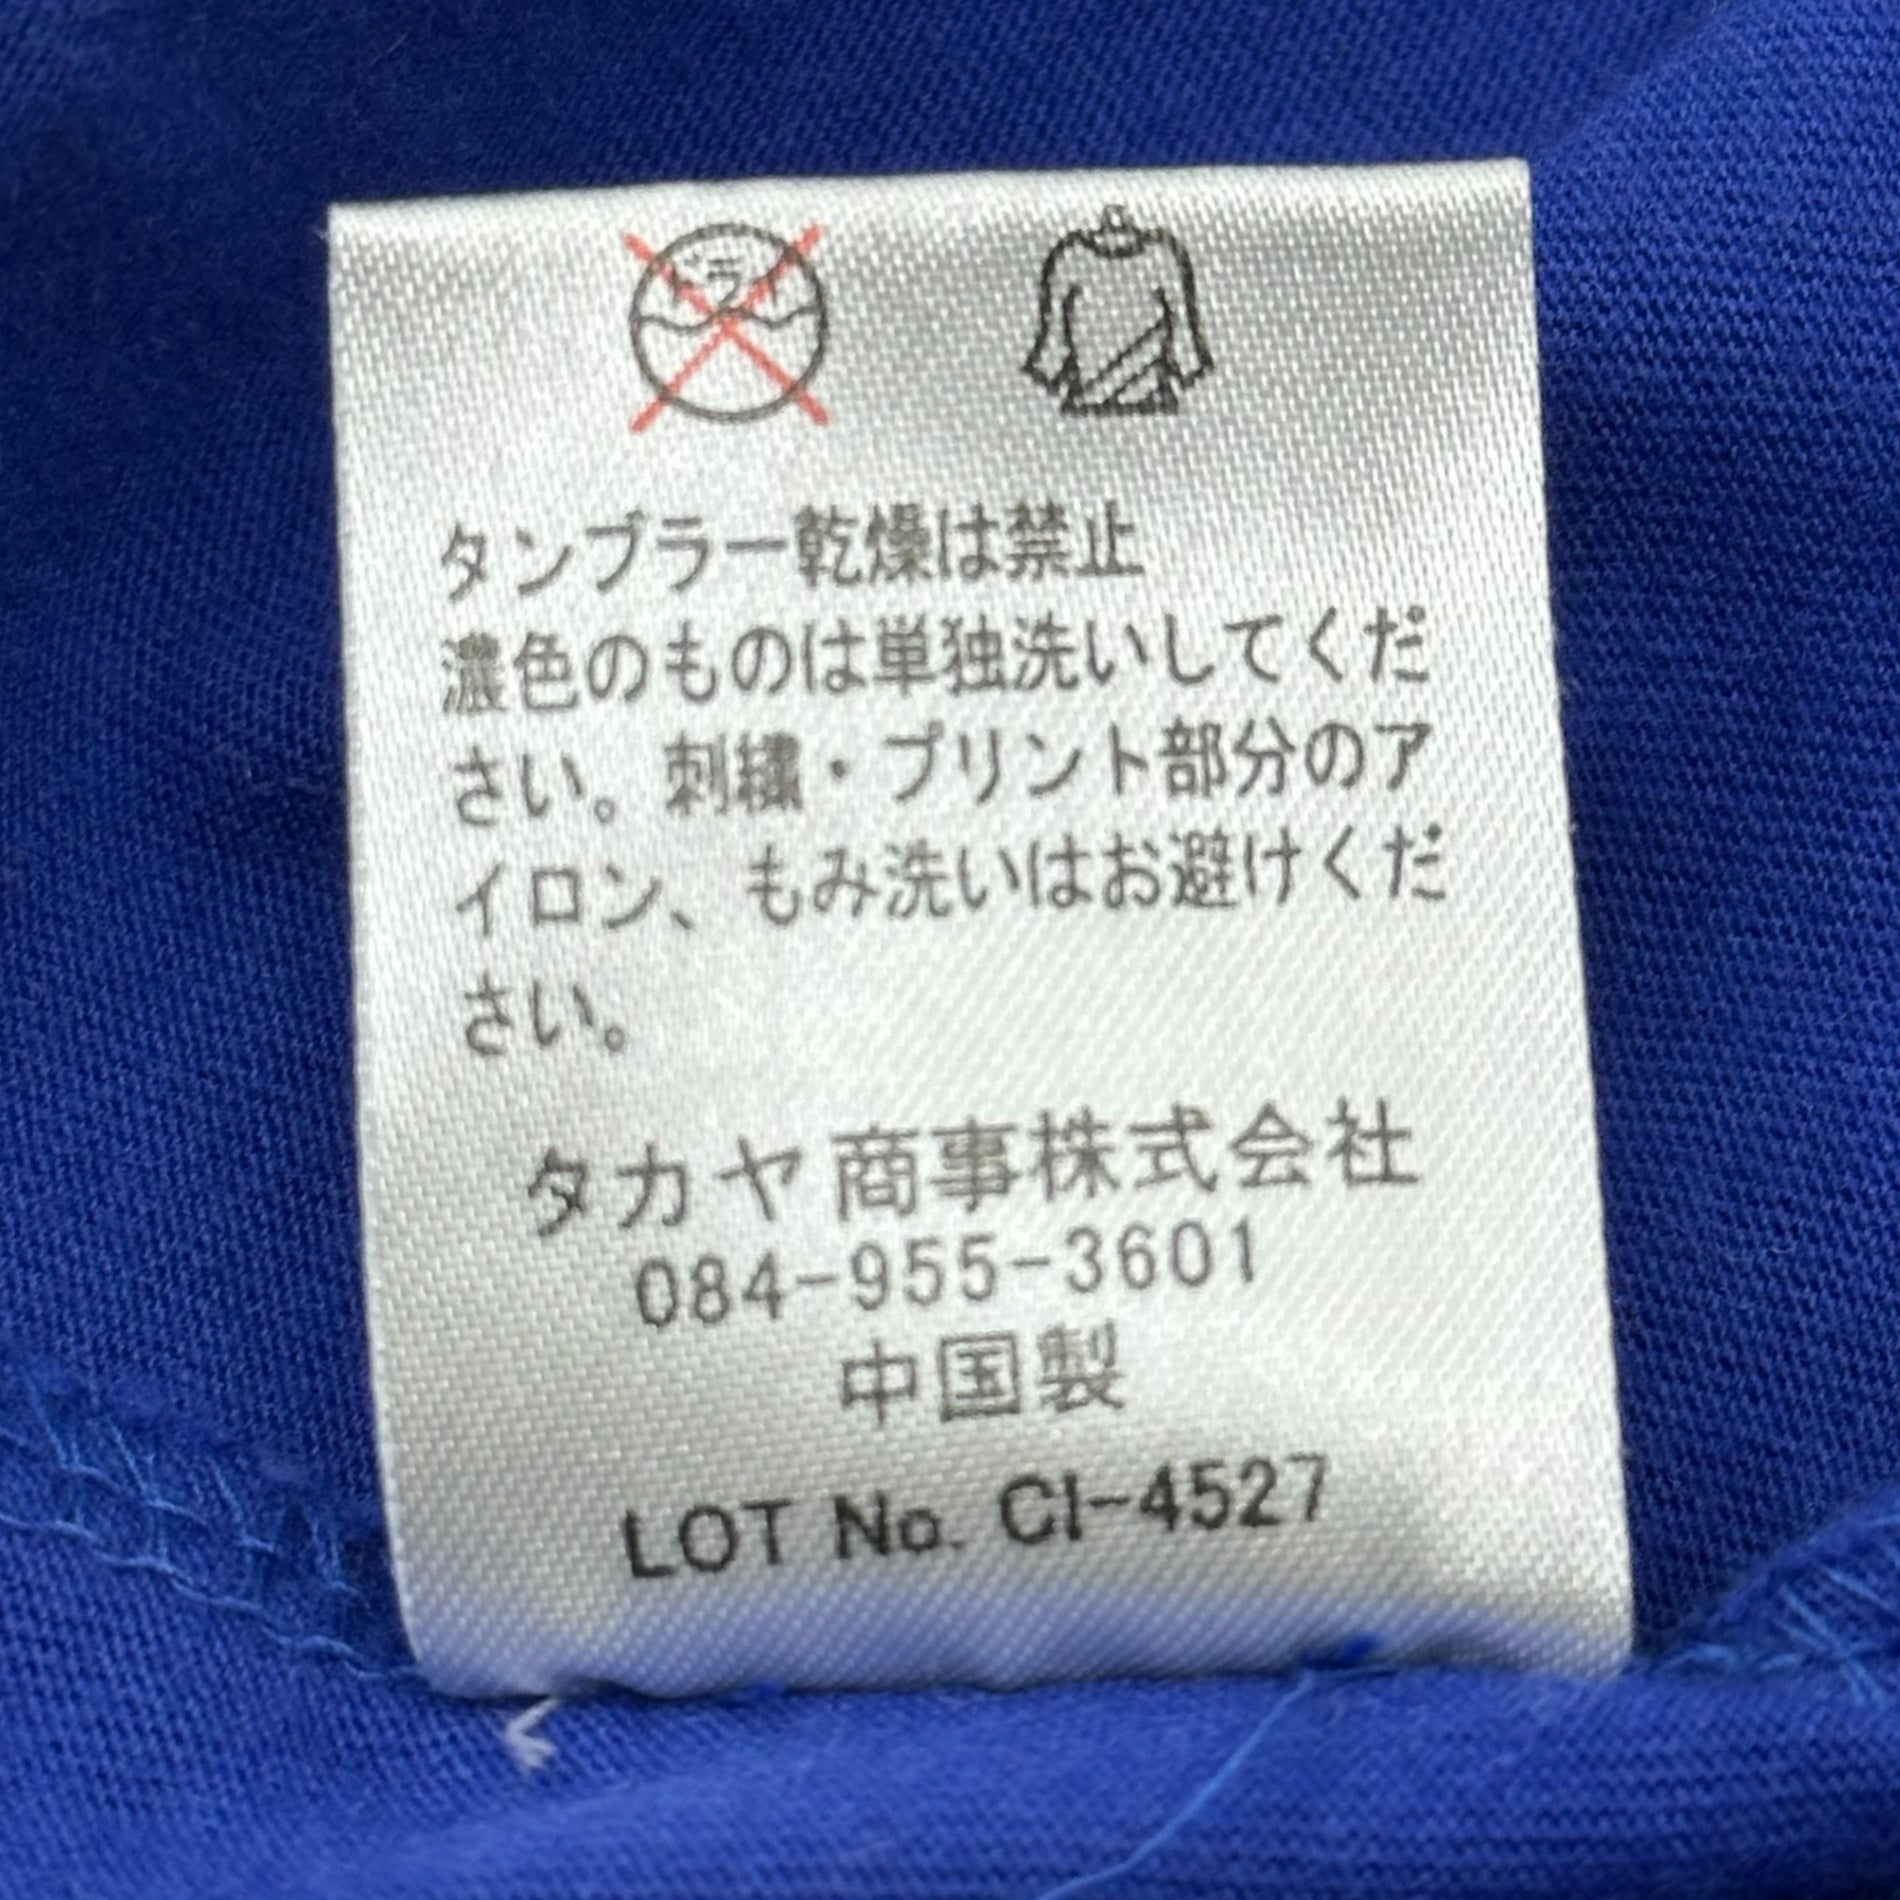 ドライ
タンブラー乾燥は禁止
濃色のものは単独洗いしてくだ
さい。刺繍・プリント部分のア
イロン、もみ洗いはお避けくだ
さい。
タカヤ商事株式会社
084-955-3601
中国製
LOT No. CI-4527